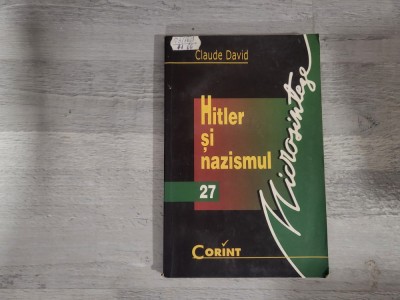 Claude David
Hitler
și
nazismul
27
Microsinteze
CORINT